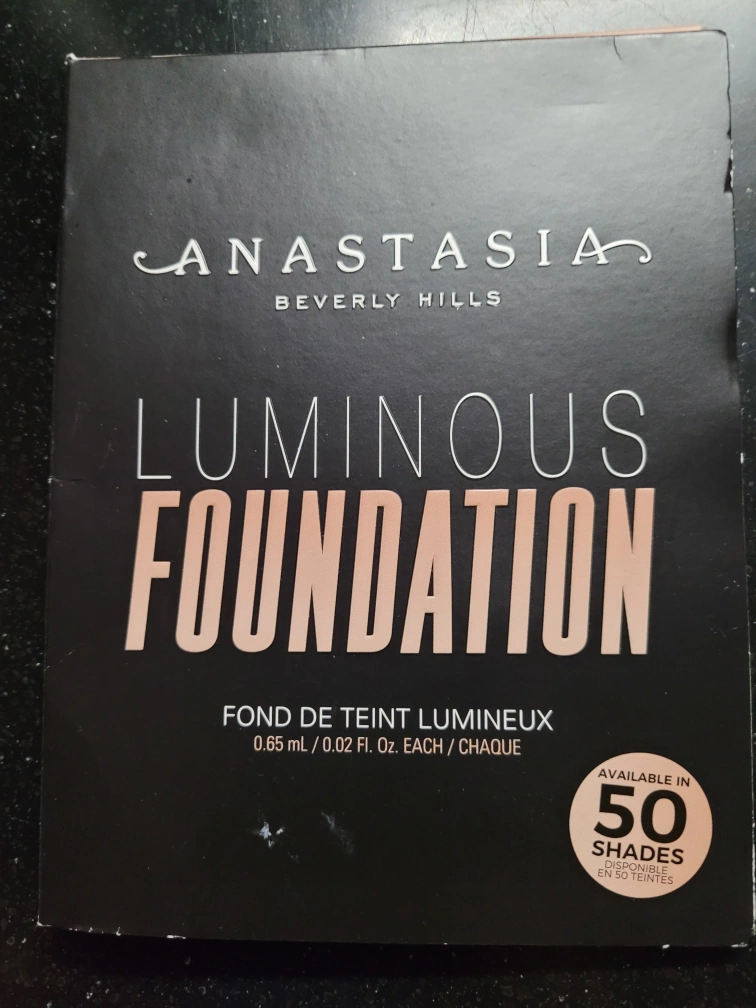 ANASTASIA
BEVERLY HILLS
LUMINOUS
FOUNDATION
FOND DE TEINT LUMINEUX
0.65 mL / 0.02 Fl. Oz. EACH / CHAQUE
AVAILABLE IN
50
SHADES
DISPONIBLE
EN 50 TEINTES